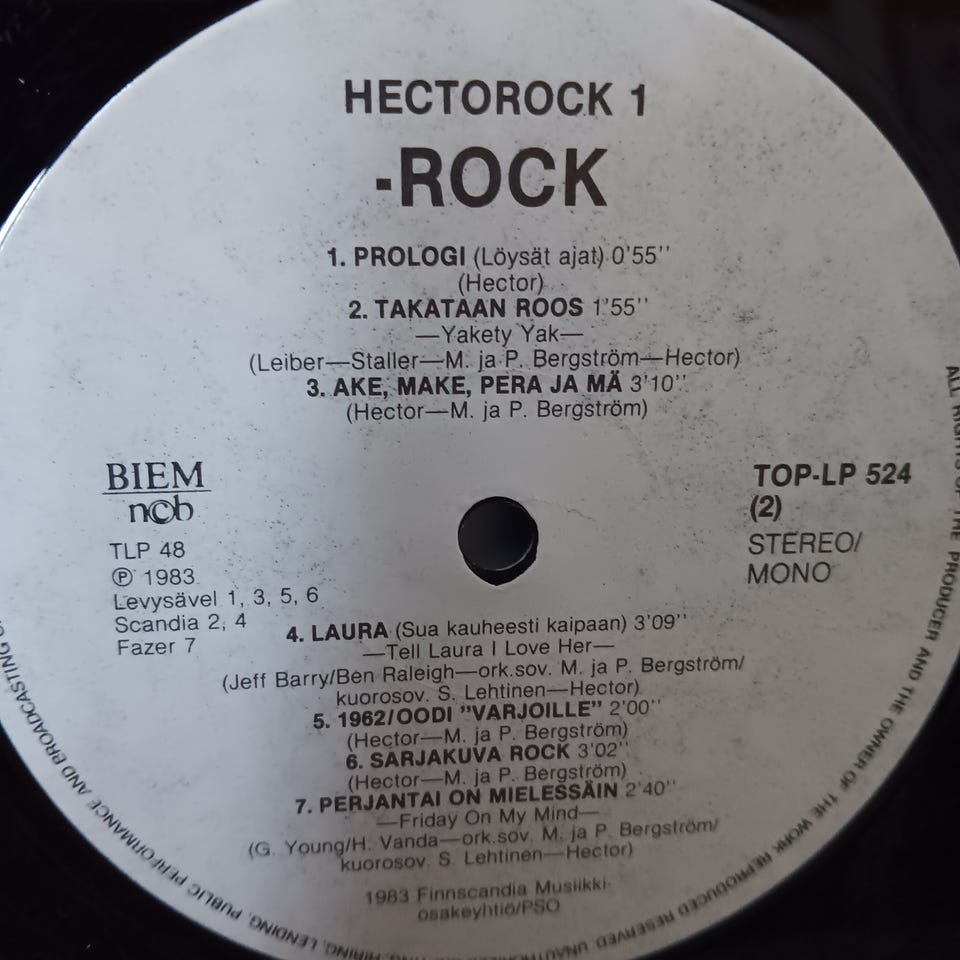 HECTOROCK 1
-ROCK
1. PROLOGI (Löysät ajat) 0'55''
(Hector)
2. TAKATAAN ROOS 1'55''
—Yakety Yak—
(Leiber—Staller—M. ja P. Bergström—Hector)
3. AKE, MAKE, PERA JA MÄ 3'10''
(Hector—M. ja P. Bergström)
BIEM
ncb
TLP 48
Ⓟ 1983
Levysävel 1, 3, 5, 6
Scandia 2, 4
Fazer 7
TOP-LP 524
(2)
STEREO/
MONO
4. LAURA (Sua kauheesti kaipaan) 3'09''
—Tell Laura I Love Her—
(Jeff Barry/Ben Raleigh—ork.sov. M. ja P. Bergström/
kuorosov. S. Lehtinen—Hector)
5. 1962/OODI ”VARJOILLE” 2'00''
(Hector—M. ja P. Bergström)
6. SARJAKUVA ROCK 3'02''
(Hector—M. ja P. Bergström)
7. PERJANTAI ON MIELESSÄIN 2'40''
—Friday On My Mind—
(G. Young/H. Vanda—ork.sov. M. ja P. Bergström/
kuorosov. S. Lehtinen—Hector)
1983 Finnscandia Musiikki-
osakeyhtiö/PSO
ALL RIGHTS OF THE PRODUCER AND THE OWNER OF THE WORK REPRODUCED RESERVED. HIRING, LENDING, PUBLIC PERFORMANCE AND BROADCASTING